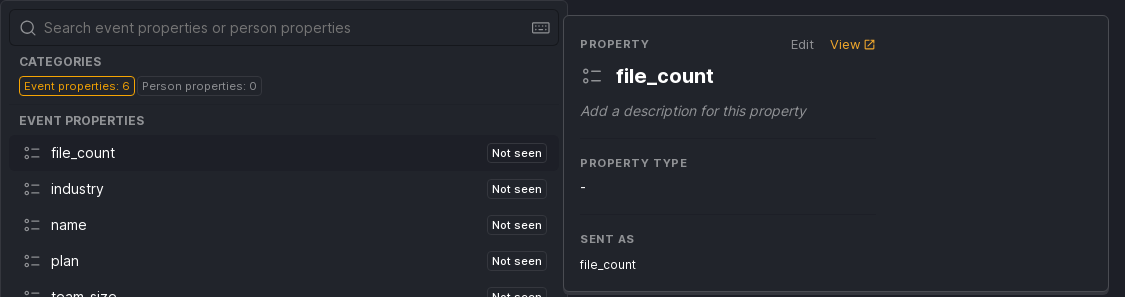 Search event properties or person properties
CATEGORIES
Event properties: 6
Person properties: 0
EVENT PROPERTIES
file_count
Not seen
industry
Not seen
name
Not seen
plan
Not seen
team_size
Not seen
PROPERTY
Edit
View
file_count
Add a description for this property
PROPERTY TYPE
-
SENT AS
file_count